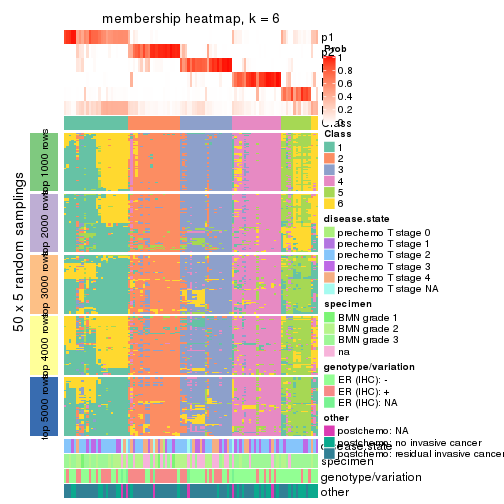 membership heatmap, k = 6
p1
Prob
1
0.8
0.6
0.4
0.2
0
Class
1
2
3
4
5
6
50 x 5 random samplings
top 1000 rows
top 2000 rows
top 3000 rows
top 4000 rows
top 5000 rows
disease.state
prechemo T stage 0
prechemo T stage 1
prechemo T stage 2
prechemo T stage 3
prechemo T stage 4
prechemo T stage NA
specimen
BMN grade 1
BMN grade 2
BMN grade 3
na
genotype/variation
ER (IHC): -
ER (IHC): +
ER (IHC): NA
other
postchemo: NA
postchemo: no invasive cancer
postchemo: residual invasive cancer
disease.state
specimen
genotype/variation
other